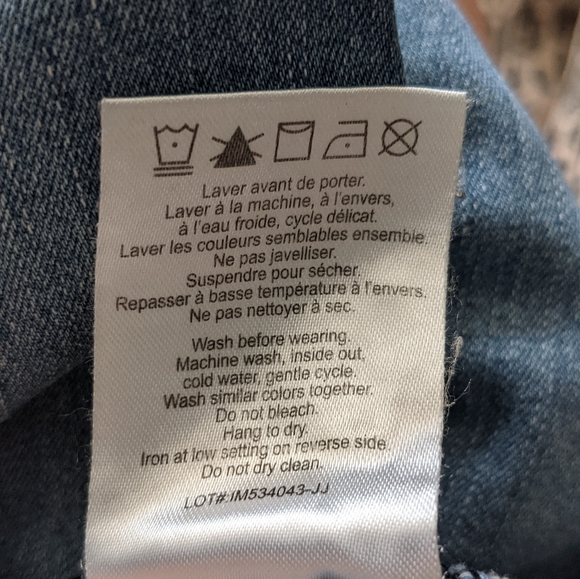 Laver avant de porter.
Laver à la machine, à l'envers,
à l'eau froide, cycle délicat.
Laver les couleurs semblables ensemble.
Ne pas javelliser.
Suspendre pour sécher.
Repasser à basse température à l'envers.
Ne pas nettoyer à sec.
Wash before wearing.
Machine wash, inside out,
cold water, gentle cycle.
Wash similar colors together.
Do not bleach.
Hang to dry.
Iron at low setting on reverse side.
Do not dry clean.
LOT#:IM534043-JJ